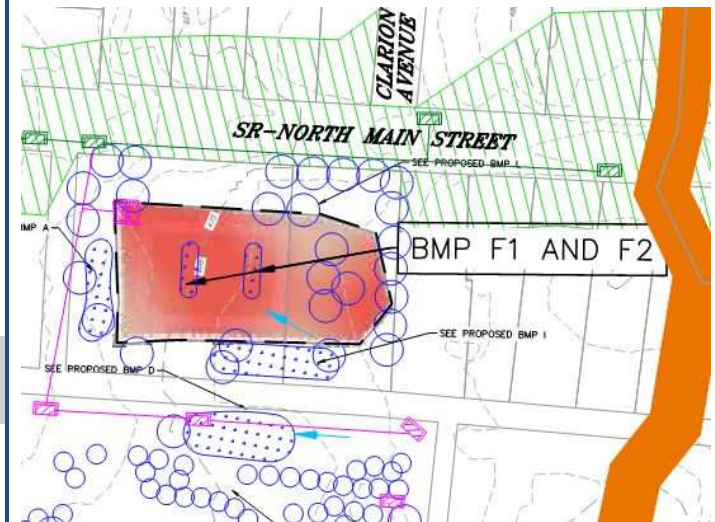 CLARION
AVENUE
SR-NORTH MAIN STREET
SEE PROPOSED BMP L
BMP A
BMP F1 AND F2
SEE PROPOSED BMP I
SEE PROPOSED BMP D